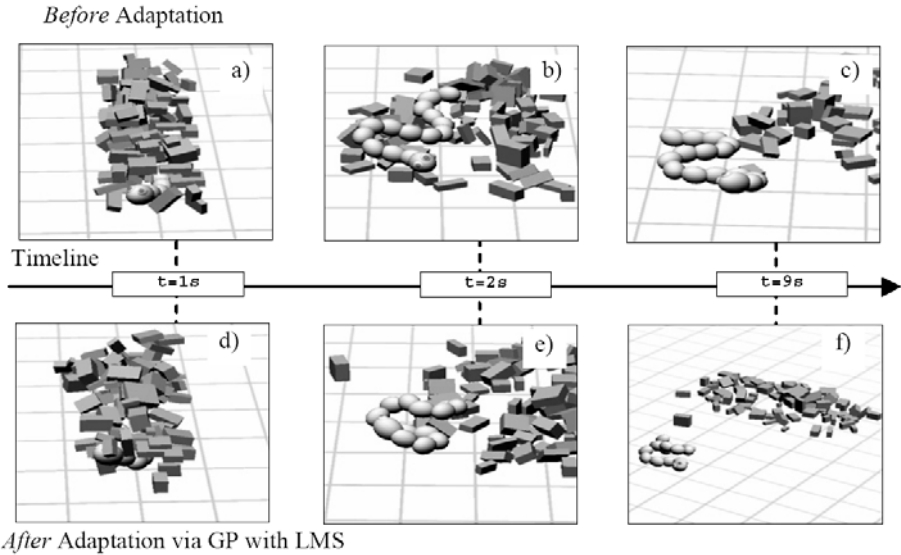 Before Adaptation
a)
b)
c)
Timeline
t=1s
t=2s
t=9s
d)
e)
f)
After Adaptation via GP with LMS